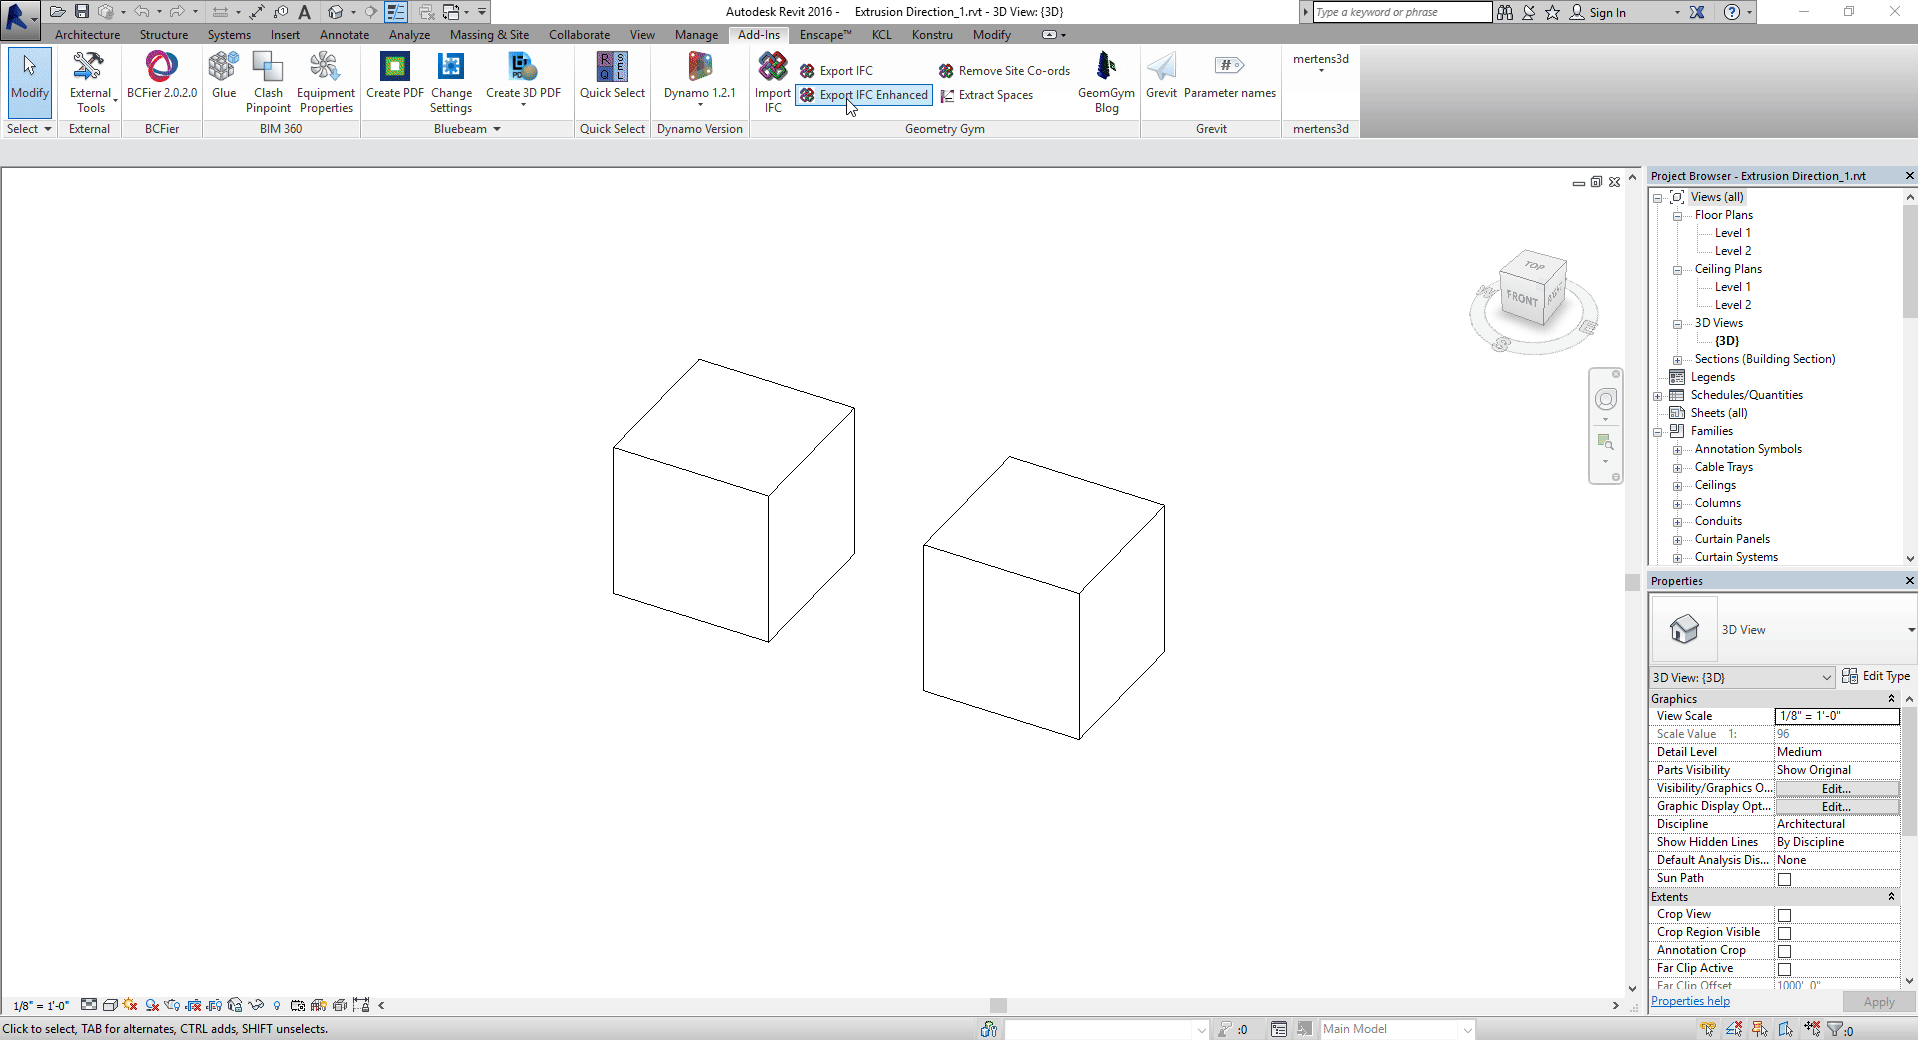 Autodesk Revit 2016 - Extrusion Direction_1.rvt - 3D View: {3D}
Type a keyword or phrase
Sign In
Architecture Structure Systems Insert Annotate Analyze Massing & Site Collaborate View Manage Add-Ins Enscape™ KCL Konstru Modify
Modify
External Tools
BCFier 2.0.2.0
Glue
Clash Pinpoint
Equipment Properties
Create PDF
Change Settings
Create 3D PDF
Quick Select
Dynamo 1.2.1
Import IFC
Export IFC
Export IFC Enhanced
Remove Site Co-ords
Extract Spaces
GeomGym Blog
Grevit
Parameter names
mertens3d
Select External BCFier BIM 360 Bluebeam Quick Select Dynamo Version Geometry Gym Grevit mertens3d
TOP
FRONT
S
E
Project Browser - Extrusion Direction_1.rvt
Views (all)
Floor Plans
Level 1
Level 2
Ceiling Plans
Level 1
Level 2
3D Views
{3D}
Sections (Building Section)
Legends
Schedules/Quantities
Sheets (all)
Families
Annotation Symbols
Cable Trays
Ceilings
Columns
Conduits
Curtain Panels
Curtain Systems
Properties
3D View
3D View: {3D}
Edit Type
Graphics
View Scale 1/8" = 1'-0"
Scale Value 1: 96
Detail Level Medium
Parts Visibility Show Original
Visibility/Graphics O... Edit...
Graphic Display Opt... Edit...
Discipline Architectural
Show Hidden Lines By Discipline
Default Analysis Dis... None
Sun Path
Extents
Crop View
Crop Region Visible
Annotation Crop
Far Clip Active
Far Clip Offset 1000' 0"
Properties help
Apply
1/8" = 1'-0"
Click to select, TAB for alternates, CTRL adds, SHIFT unselects.
:0
Main Model
:0